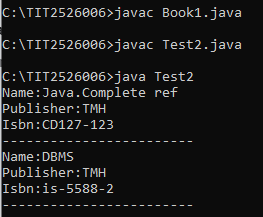 C:\TIT2526006>javac Book1.java
C:\TIT2526006>javac Test2.java
C:\TIT2526006>java Test2
Name:Java.Complete ref
Publisher:TMH
Isbn:CD127-123
------------------------
Name:DBMS
Publisher:TMH
Isbn:is-5588-2
------------------------